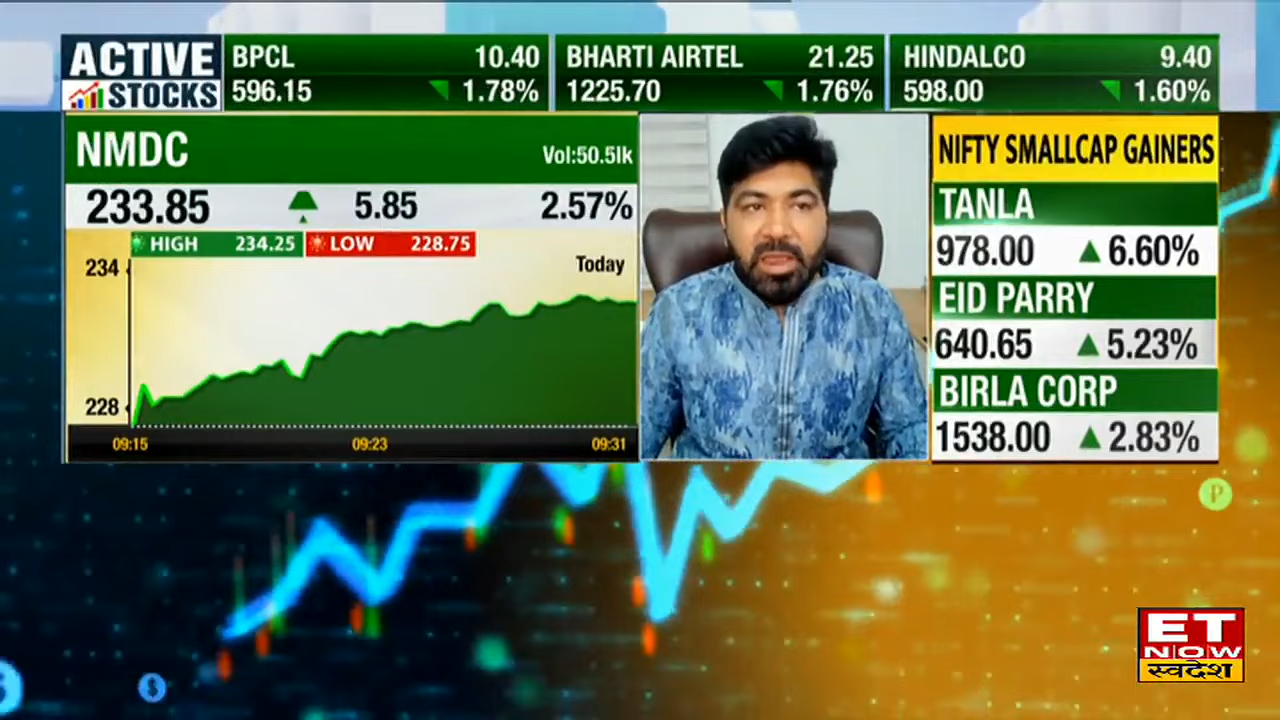 ACTIVE
STOCKS
BPCL 10.40
596.15 1.78%
BHARTI AIRTEL 21.25
1225.70 1.76%
HINDALCO 9.40
598.00 1.60%
NMDC Vol:50.5lk
233.85 5.85 2.57%
HIGH 234.25 LOW 228.75
234 Today
228
09:15 09:23 09:31
NIFTY SMALLCAP GAINERS
TANLA
978.00 6.60%
EID PARRY
640.65 5.23%
BIRLA CORP
1538.00 2.83%
P
$
ET
NOW
स्वदेश